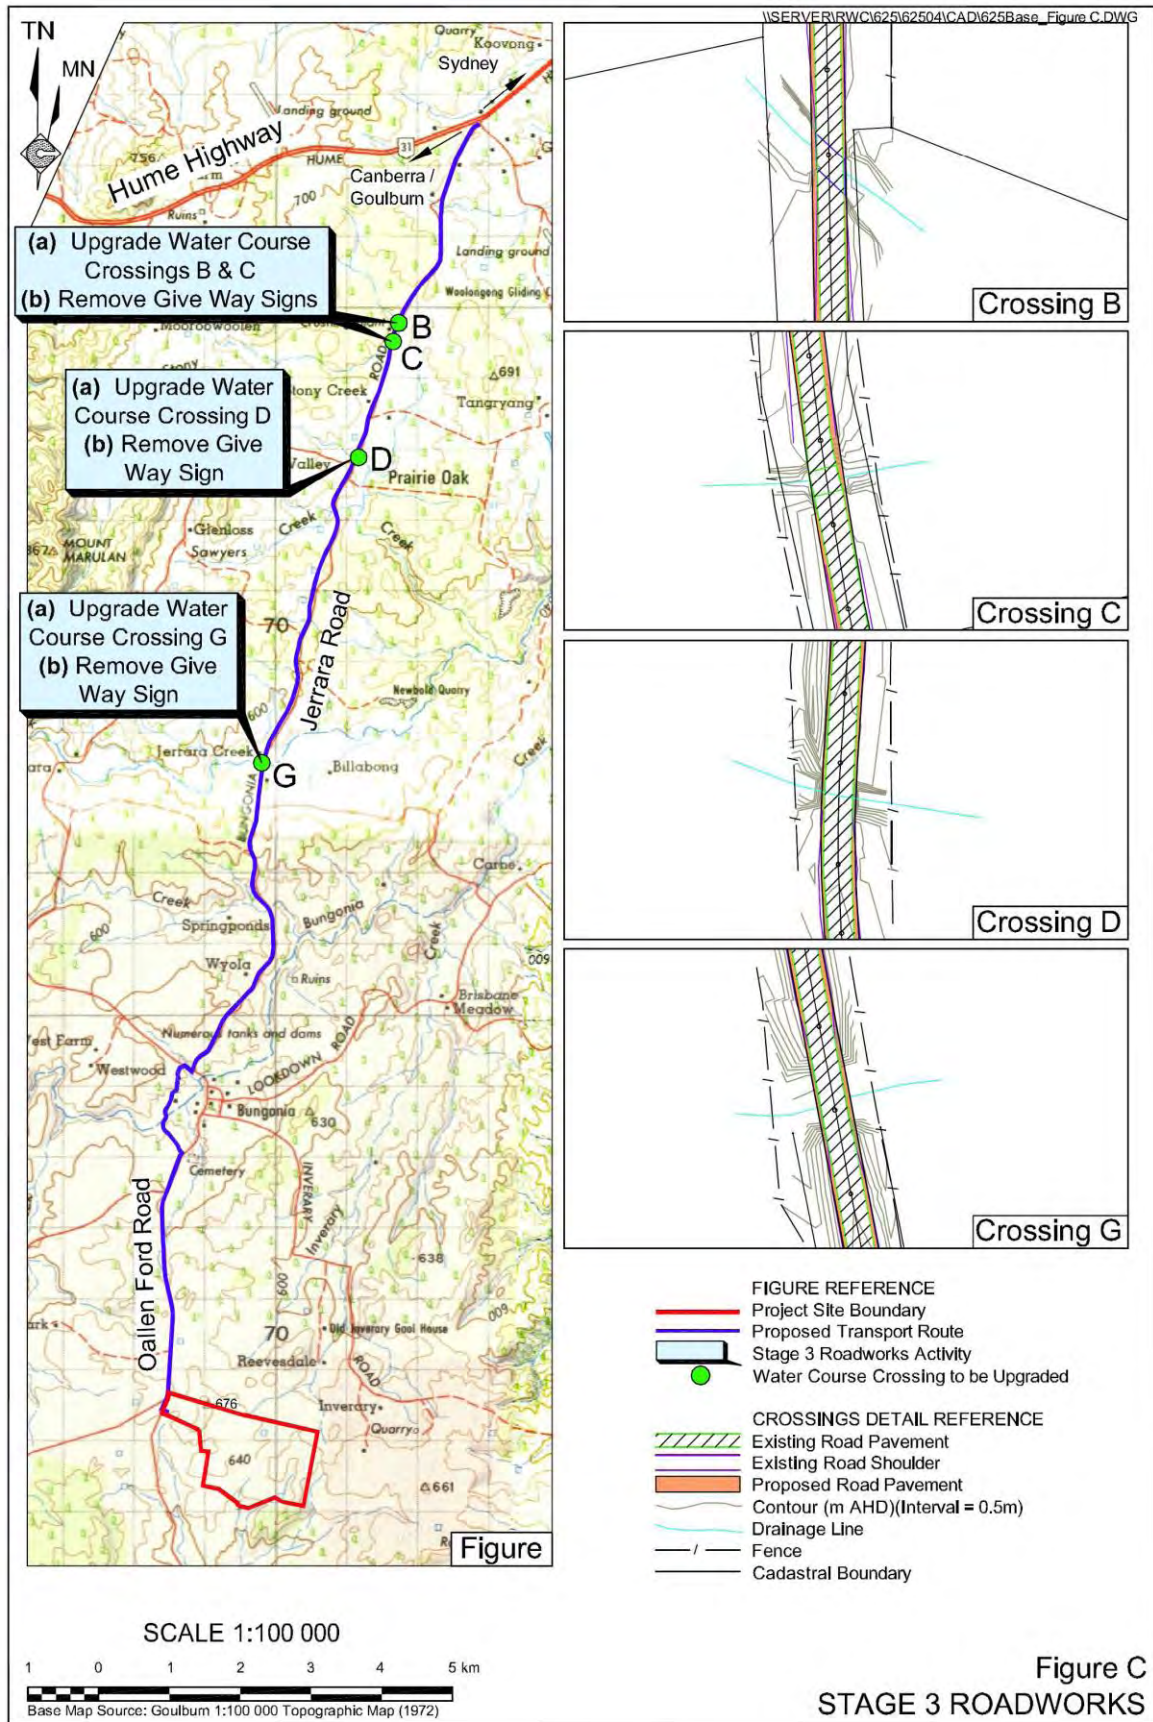 \\SERVER\RWC\625\62504\CAD\625Base_Figure C.DWG
TN
MN
Quarry
Koovong
Sydney
Landing ground
Hume Highway
756
HUME
31
Canberra /
Goulburn
700
Ruins
Landing ground
(a) Upgrade Water Course
Crossings B & C
(b) Remove Give Way Signs
B
C
ROAD
691
Tangryang
Stony Creek
(a) Upgrade Water
Course Crossing D
(b) Remove Give
Way Sign
Valley
D
Prairie Oak
Glenloss
Creek
Sawyers
Creek
MOUNT
MARULAN
70
Jerrara Road
(a) Upgrade Water
Course Crossing G
(b) Remove Give
Way Sign
Newbold Quarry
600
Jerrara Creek
G
Billabong
BUNGONIA
Creek
Carne
Creek
600
Springponds
Bungonia
Creek
Wyola
Ruins
600
Brisbane
Meadow
Numerous tanks and dams
West Farm
Westwood
LOOKDOWN ROAD
Bungonia
630
Cemetery
INVERARY
Inverary
638
600
Oallen Ford Road
70
Old Inverary Gaol House
600
Reevesdale
ROAD
676
Inverary
Quarry
640
661
Figure
Crossing B
Crossing C
Crossing D
Crossing G
FIGURE REFERENCE
Project Site Boundary
Proposed Transport Route
Stage 3 Roadworks Activity
Water Course Crossing to be Upgraded
CROSSINGS DETAIL REFERENCE
Existing Road Pavement
Existing Road Shoulder
Proposed Road Pavement
Contour (m AHD)(Interval = 0.5m)
Drainage Line
Fence
Cadastral Boundary
SCALE 1:100 000
1 0 1 2 3 4 5 km
Base Map Source: Goulburn 1:100 000 Topographic Map (1972)
Figure C
STAGE 3 ROADWORKS